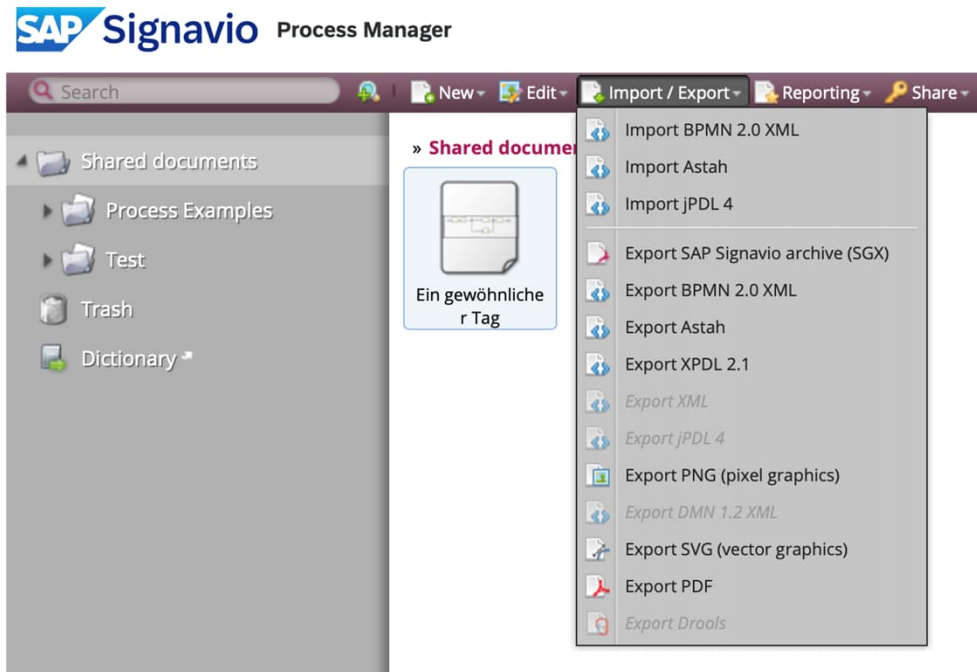 SAP Signavio Process Manager
Search
New Edit Import / Export Reporting Share
Shared documents
Process Examples
Test
Trash
Dictionary
» Shared documen
Ein gewöhnliche
r Tag
Import BPMN 2.0 XML
Import Astah
Import jPDL 4
Export SAP Signavio archive (SGX)
Export BPMN 2.0 XML
Export Astah
Export XPDL 2.1
Export XML
Export jPDL 4
Export PNG (pixel graphics)
Export DMN 1.2 XML
Export SVG (vector graphics)
Export PDF
Export Drools